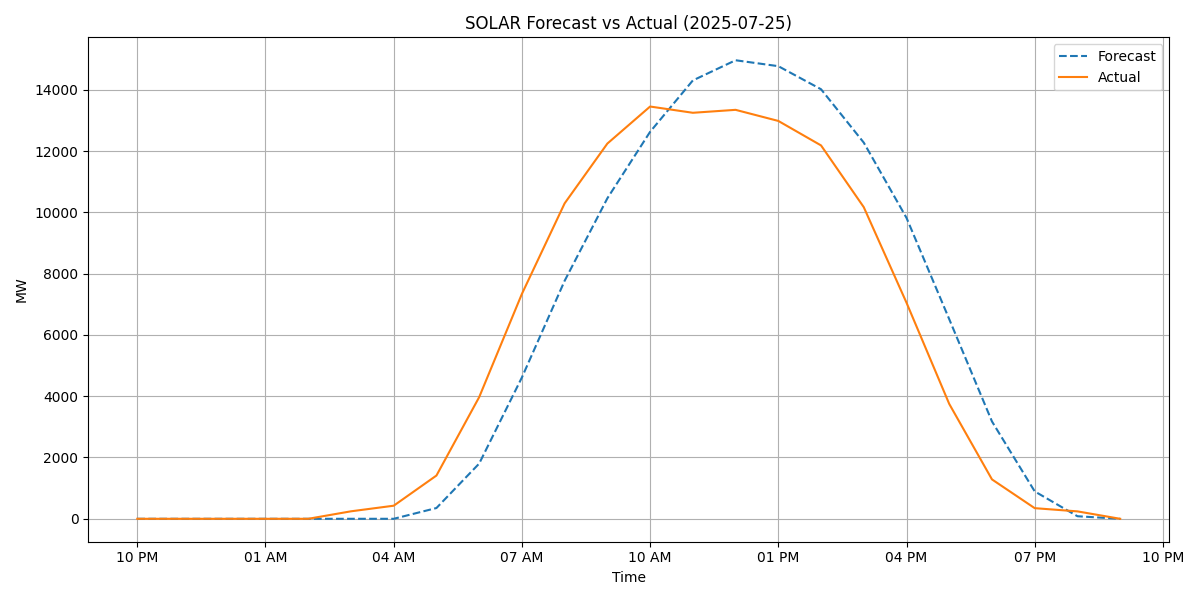 SOLAR Forecast vs Actual (2025-07-25)
Forecast
Actual
14000
12000
10000
8000
6000
4000
2000
0
MW
10 PM 01 AM 04 AM 07 AM 10 AM 01 PM 04 PM 07 PM 10 PM
Time